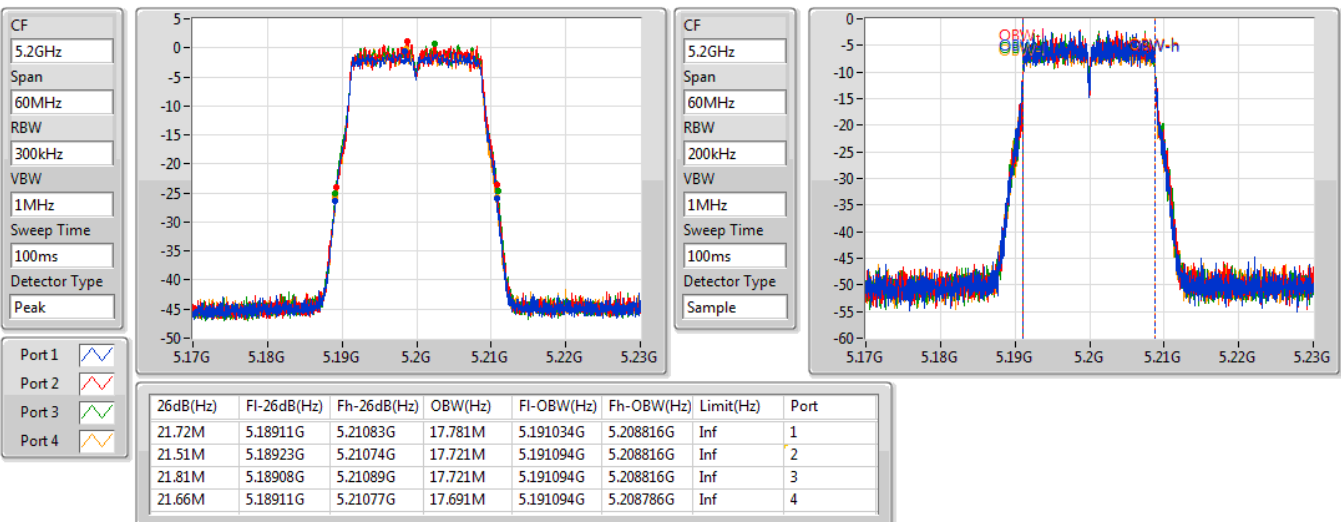 CF
5.2GHz
Span
60MHz
RBW
300kHz
VBW
1MHz
Sweep Time
100ms
Detector Type
Peak
5
0
-5
-10
-15
-20
-25
-30
-35
-40
-45
-50
5.17G 5.18G 5.19G 5.2G 5.21G 5.22G 5.23G
CF
5.2GHz
Span
60MHz
RBW
200kHz
VBW
1MHz
Sweep Time
100ms
Detector Type
Sample
0
-5
-10
-15
-20
-25
-30
-35
-40
-45
-50
-55
-60
OBW-l
OBW-h
5.17G 5.18G 5.19G 5.2G 5.21G 5.22G 5.23G
Port 1
Port 2
Port 3
Port 4
26dB(Hz) Fl-26dB(Hz) Fh-26dB(Hz) OBW(Hz) Fl-OBW(Hz) Fh-OBW(Hz) Limit(Hz) Port
21.72M 5.18911G 5.21083G 17.781M 5.191034G 5.208816G Inf 1
21.51M 5.18923G 5.21074G 17.721M 5.191094G 5.208816G Inf 2
21.81M 5.18908G 5.21089G 17.721M 5.191094G 5.208816G Inf 3
21.66M 5.18911G 5.21077G 17.691M 5.191094G 5.208786G Inf 4